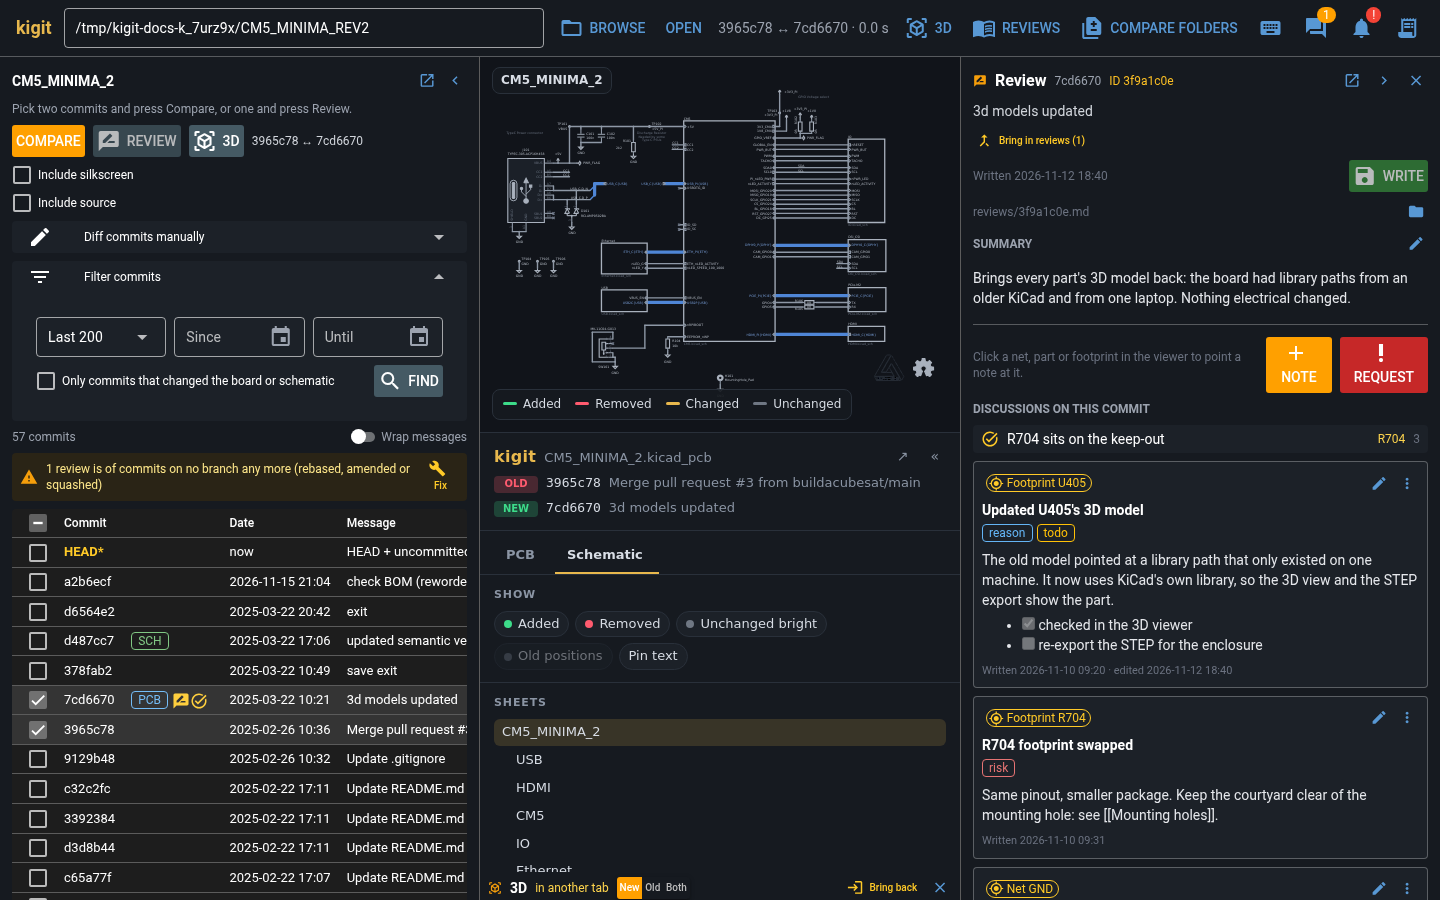 kigit
/tmp/kigit-docs-k_7urz9x/CM5_MINIMA_REV2
BROWSE
OPEN
3965c78 ↔ 7cd6670 · 0.0 s
3D
REVIEWS
COMPARE FOLDERS
1
!
CM5_MINIMA_2
Pick two commits and press Compare, or one and press Review.
COMPARE
REVIEW
3D
3965c78 ↔ 7cd6670
Include silkscreen
Include source
Diff commits manually
Filter commits
Last 200
Since
Until
Only commits that changed the board or schematic
FIND
57 commits
Wrap messages
1 review is of commits on no branch any more (rebased, amended or
squashed)
Fix
Commit Date Message
HEAD* now HEAD + uncommitted
a2b6ecf 2026-11-15 21:04 check BOM (reworde
d6564e2 2025-03-22 20:42 exit
d487cc7 SCH 2025-03-22 17:06 updated semantic ve
378fab2 2025-03-22 10:49 save exit
7cd6670 PCB 2025-03-22 10:21 3d models updated
3965c78 2025-02-26 10:36 Merge pull request #3
9129b48 2025-02-26 10:32 Update .gitignore
c32c2fc 2025-02-22 17:11 Update README.md
3392384 2025-02-22 17:11 Update README.md
d3d8b44 2025-02-22 17:11 Update README.md
c65a77f 2025-02-22 17:07 Update README.md
CM5_MINIMA_2
Added
Removed
Changed
Unchanged
kigit CM5_MINIMA_2.kicad_pcb
OLD 3965c78 Merge pull request #3 from buildacubesat/main
NEW 7cd6670 3d models updated
PCB
Schematic
SHOW
Added
Removed
Unchanged bright
Old positions
Pin text
SHEETS
CM5_MINIMA_2
USB
HDMI
CM5
IO
Ethernet
3D in another tab
New Old Both
Bring back
Review 7cd6670 ID 3f9a1c0e
3d models updated
Bring in reviews (1)
Written 2026-11-12 18:40
WRITE
reviews/3f9a1c0e.md
SUMMARY
Brings every part's 3D model back: the board had library paths from an
older KiCad and from one laptop. Nothing electrical changed.
Click a net, part or footprint in the viewer to point a
note at it.
NOTE
REQUEST
DISCUSSIONS ON THIS COMMIT
R704 sits on the keep-out R704 3
Footprint U405
Updated U405's 3D model
reason todo
The old model pointed at a library path that only existed on one
machine. It now uses KiCad's own library, so the 3D view and the STEP
export show the part.
checked in the 3D viewer
re-export the STEP for the enclosure
Written 2026-11-10 09:20 · edited 2026-11-12 18:40
Footprint R704
R704 footprint swapped
risk
Same pinout, smaller package. Keep the courtyard clear of the
mounting hole: see [[Mounting holes]].
Written 2026-11-10 09:31
Net GND